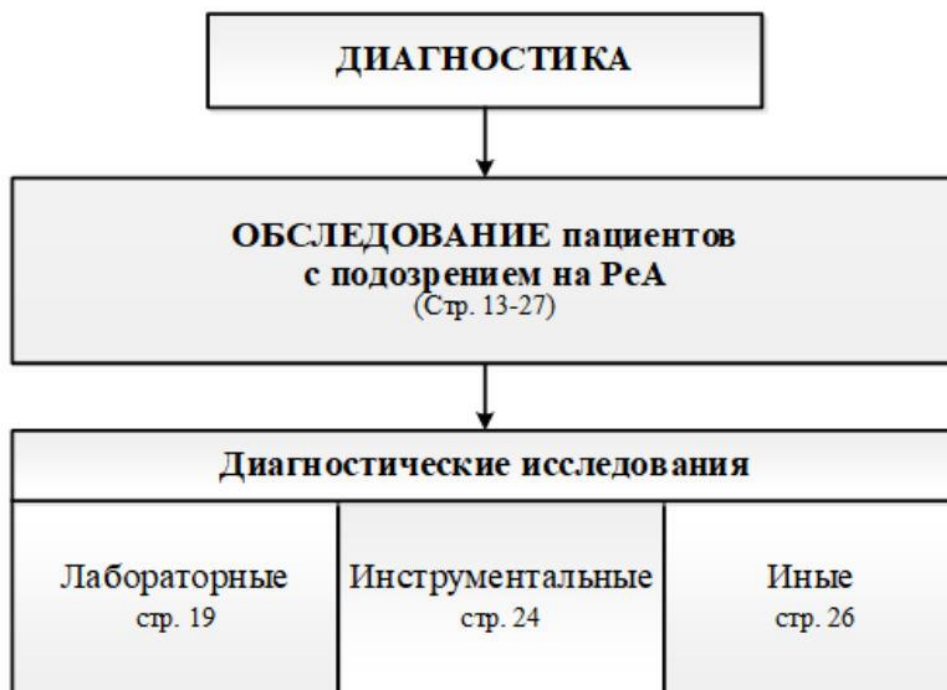 ДИАГНОСТИКА
ОБСЛЕДОВАНИЕ пациентов
с подозрением на РеА
(Стр. 13-27)
Диагностические исследования
Лабораторные
стр. 19
Инструментальные
стр. 24
Иные
стр. 26